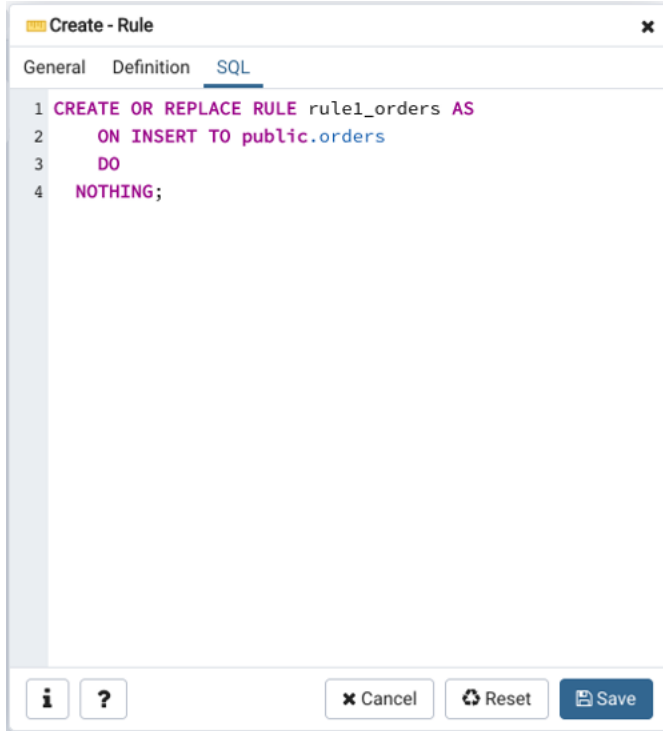 Create - Rule
General Definition SQL
1 CREATE OR REPLACE RULE rule1_orders AS
2 ON INSERT TO public.orders
3 DO
4 NOTHING;
i ? Cancel Reset Save